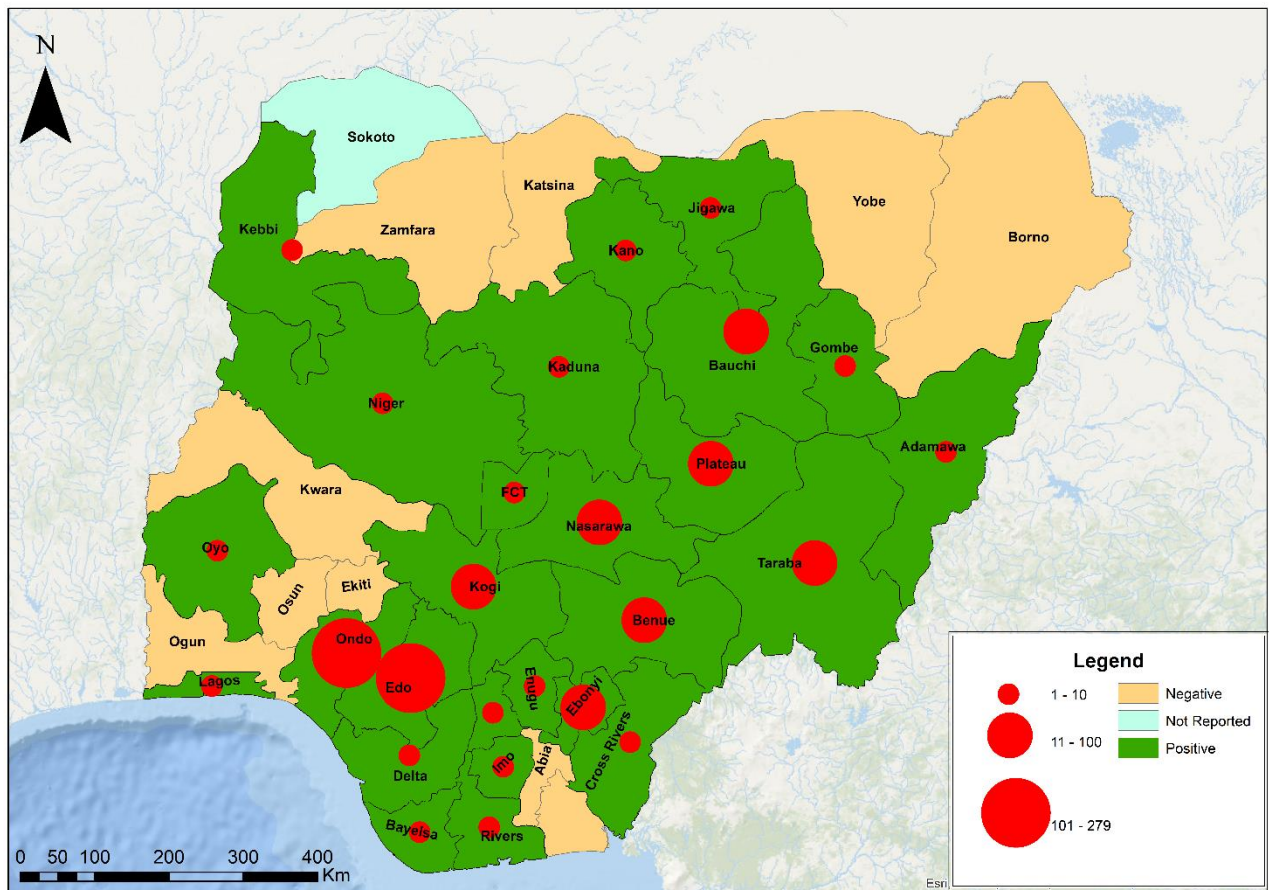 N
Sokoto
Katsina
Kebbi
Zamfara
Jigawa
Kano
Yobe
Borno
Kaduna
Bauchi
Gombe
Niger
Adamawa
Plateau
FCT
Kwara
Nasarawa
Oyo
Taraba
Kogi
Osun
Ekiti
Benue
Ogun
Ondo
Edo
Lagos
Enugu
Ebonyi
Cross Rivers
Delta
Imo
Abia
Bayelsa
Rivers
Legend
1 - 10
11 - 100
101 - 279
Negative
Not Reported
Positive
0 50 100 200 300 400
Km
Esri,